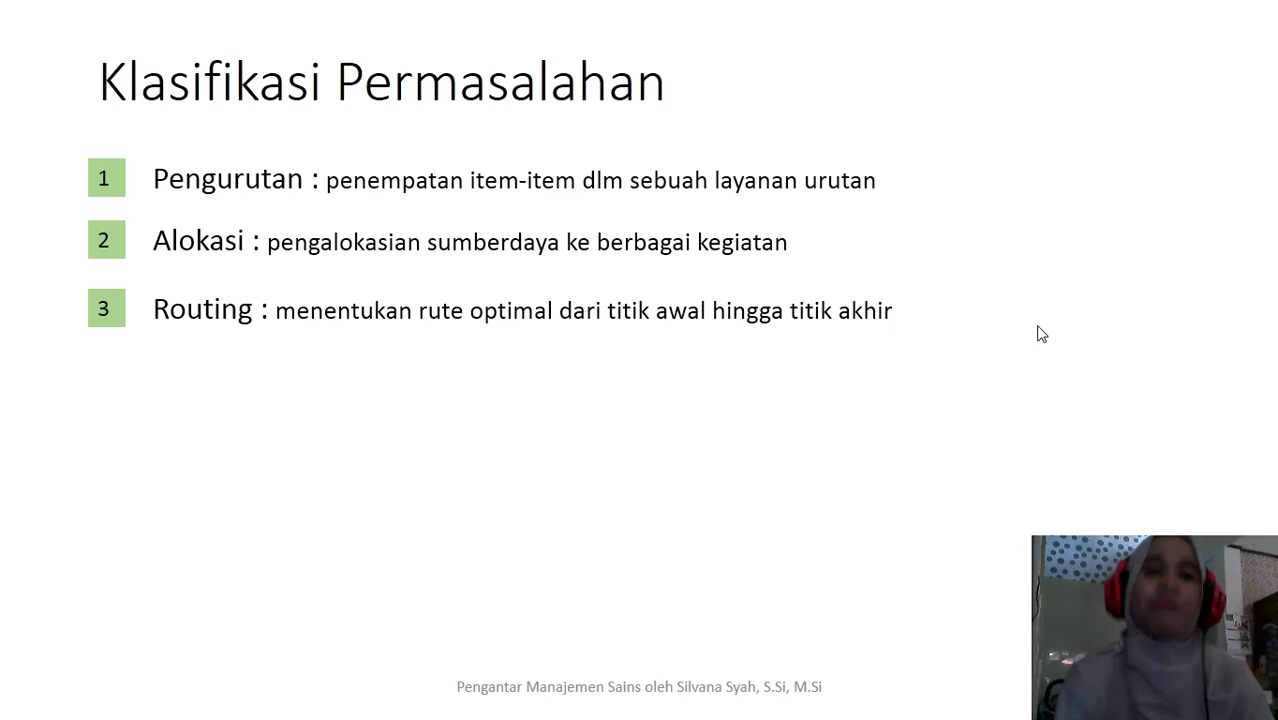 Klasifikasi Permasalahan
1 Pengurutan : penempatan item-item dlm sebuah layanan urutan
2 Alokasi : pengalokasian sumberdaya ke berbagai kegiatan
3 Routing : menentukan rute optimal dari titik awal hingga titik akhir
Pengantar Manajemen Sains oleh Silvana Syah, S.Si, M.Si